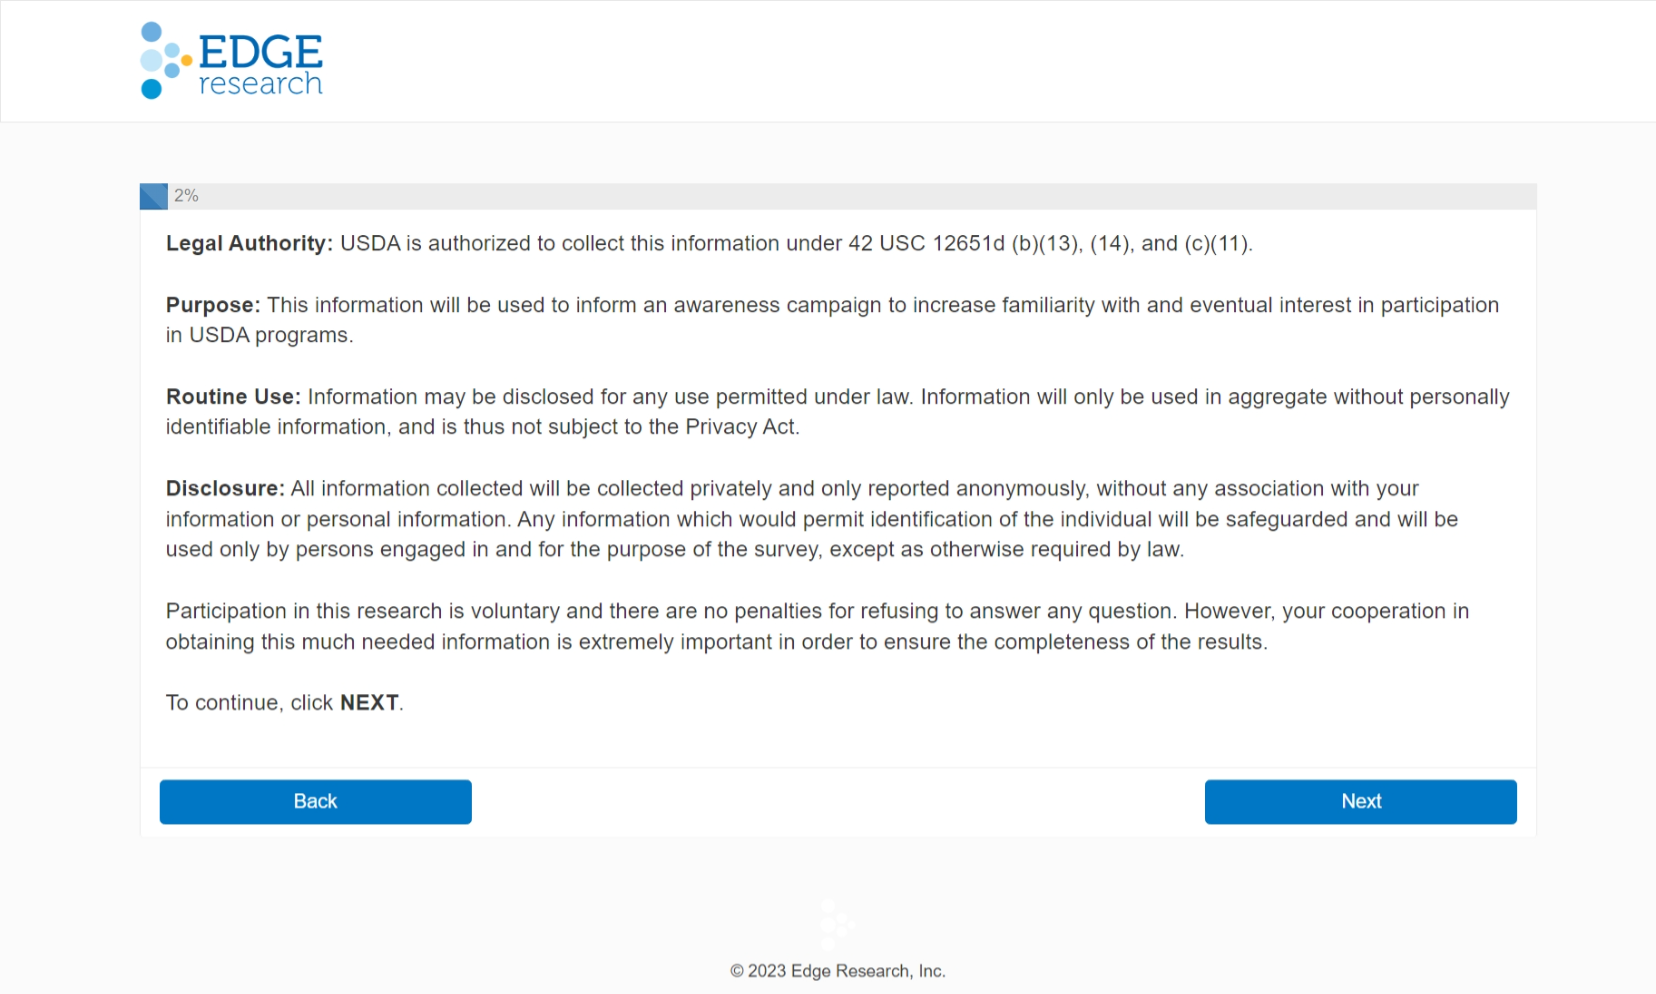 EDGE
research
2%
Legal Authority: USDA is authorized to collect this information under 42 USC 12651d (b)(13), (14), and (c)(11).
Purpose: This information will be used to inform an awareness campaign to increase familiarity with and eventual interest in participation
in USDA programs.
Routine Use: Information may be disclosed for any use permitted under law. Information will only be used in aggregate without personally
identifiable information, and is thus not subject to the Privacy Act.
Disclosure: All information collected will be collected privately and only reported anonymously, without any association with your
information or personal information. Any information which would permit identification of the individual will be safeguarded and will be
used only by persons engaged in and for the purpose of the survey, except as otherwise required by law.
Participation in this research is voluntary and there are no penalties for refusing to answer any question. However, your cooperation in
obtaining this much needed information is extremely important in order to ensure the completeness of the results.
To continue, click NEXT.
Back
Next
© 2023 Edge Research, Inc.